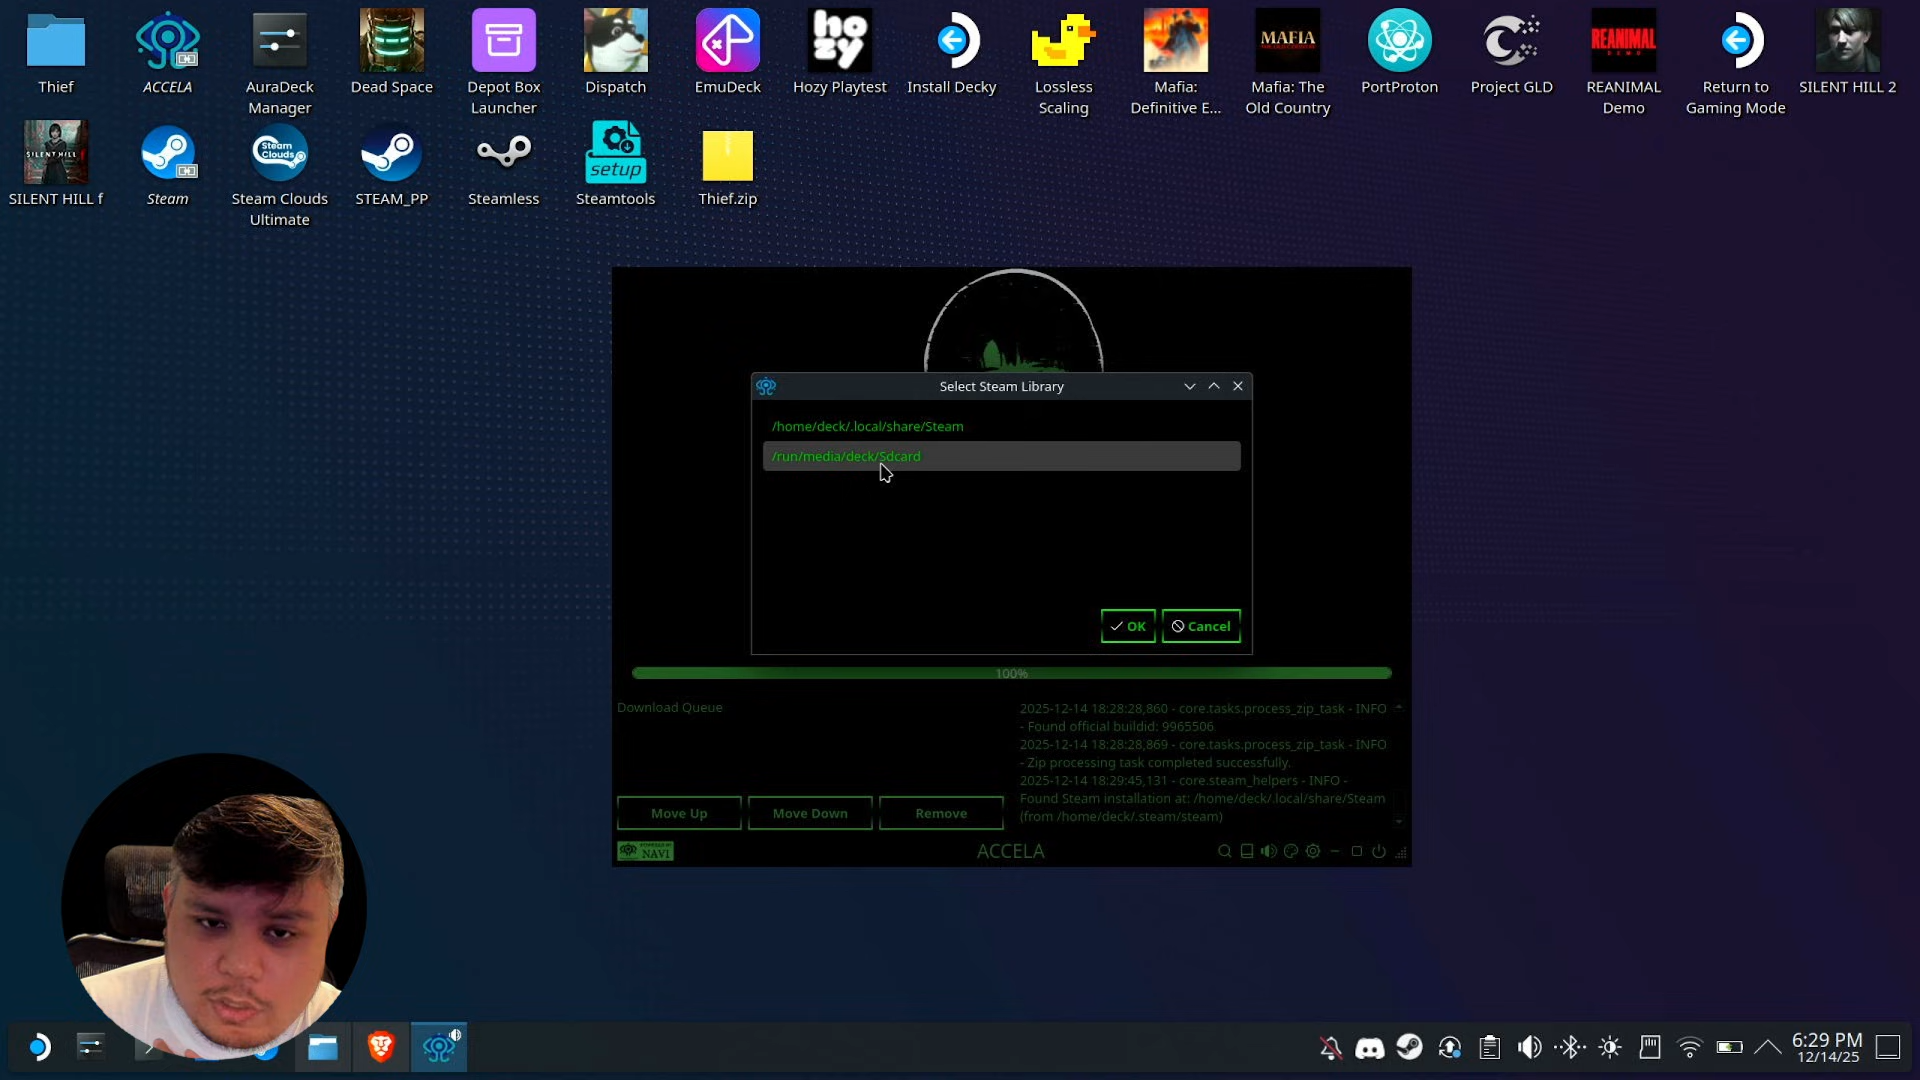 Thief
ACCELA
AuraDeck
Manager
Dead Space
Depot Box
Launcher
Dispatch
EmuDeck
hozy
Hozy Playtest
Install Decky
Lossless
Scaling
Mafia:
Definitive E...
MAFIA
Mafia: The
Old Country
PortProton
Project GLD
REANIMAL
REANIMAL
Demo
Return to
Gaming Mode
SILENT HILL 2
SILENT HILL f
Steam
Steam
Clouds
Steam Clouds
Ultimate
STEAM_PP
Steamless
setup
Steamtools
Thief.zip
Select Steam Library
/home/deck/.local/share/Steam
/run/media/deck/Sdcard
OK
Cancel
100%
Download Queue
2025-12-14 18:28:28,860 - core.tasks.process_zip_task - INFO
- Found official buildid: 9965506
2025-12-14 18:28:28,869 - core.tasks.process_zip_task - INFO
- Zip processing task completed successfully.
2025-12-14 18:29:45,131 - core.steam_helpers - INFO -
Found Steam installation at: /home/deck/.local/share/Steam
(from /home/deck/.steam/steam)
Move Up
Move Down
Remove
NAVI
ACCELA
6:29 PM
12/14/25